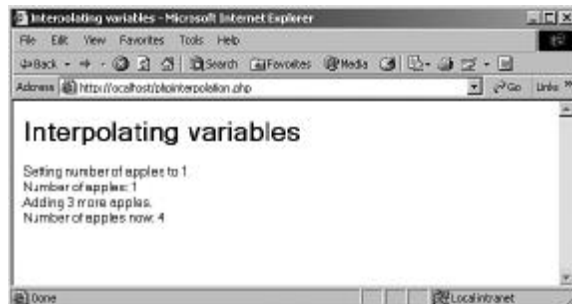 Interpolating variables - Microsoft Internet Explorer
File Edit View Favorites Tools Help
Back Search Favorites Media
Address http://localhost/phpinterpolation.php Go Links
Interpolating variables
Setting number of apples to 1.
Number of apples: 1
Adding 3 more apples.
Number of apples now: 4
Done Local intranet